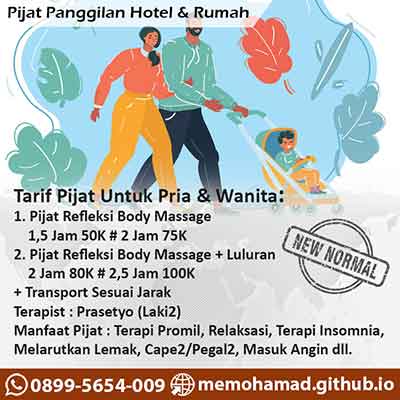 Pijat Panggilan Hotel & Rumah
Tarif Pijat Untuk Pria & Wanita:
1. Pijat Refleksi Body Massage
1,5 Jam 50K # 2 Jam 75K
2. Pijat Refleksi Body Massage + Luluran
2 Jam 80K # 2,5 Jam 100K
+ Transport Sesuai Jarak
Terapist : Prasetyo (Laki2)
Manfaat Pijat : Terapi Promil, Relaksasi, Terapi Insomnia,
Melarutkan Lemak, Cape2/Pegal2, Masuk Angin dll.
NEW NORMAL
0899-5654-009 memohamad.github.io